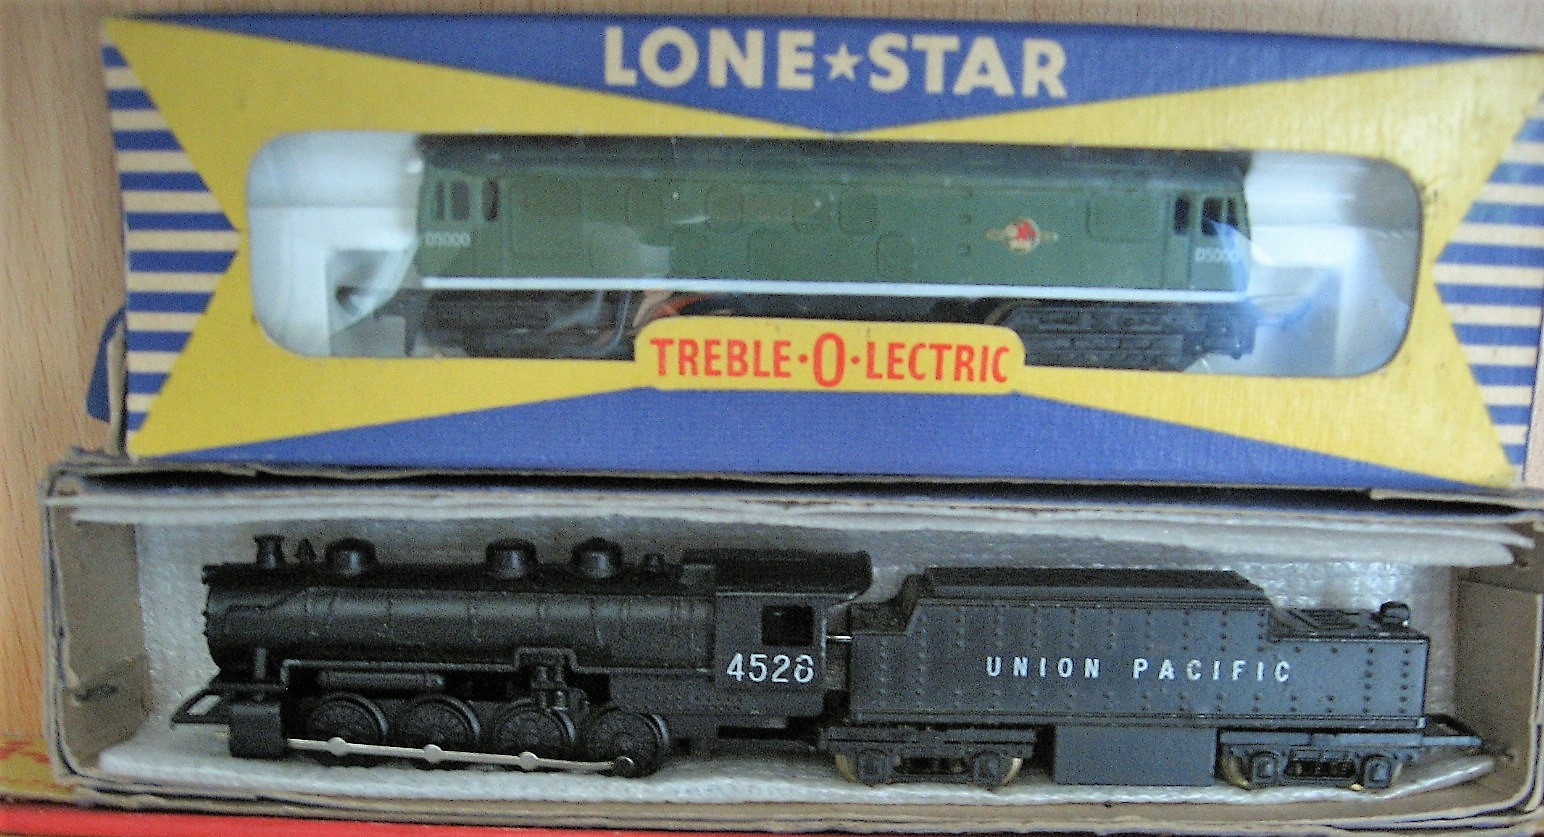 LONE★STAR
D5000 D5000
TREBLE·O·LECTRIC
4528
UNION PACIFIC